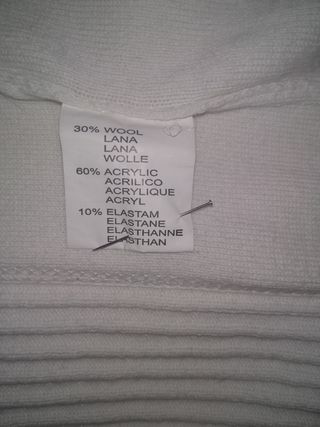 30% WOOL
LANA
LANA
WOLLE
60% ACRYLIC
ACRILICO
ACRYLIQUE
ACRYL
10% ELASTAM
ELASTANE
ELASTHANNE
ELASTHAN